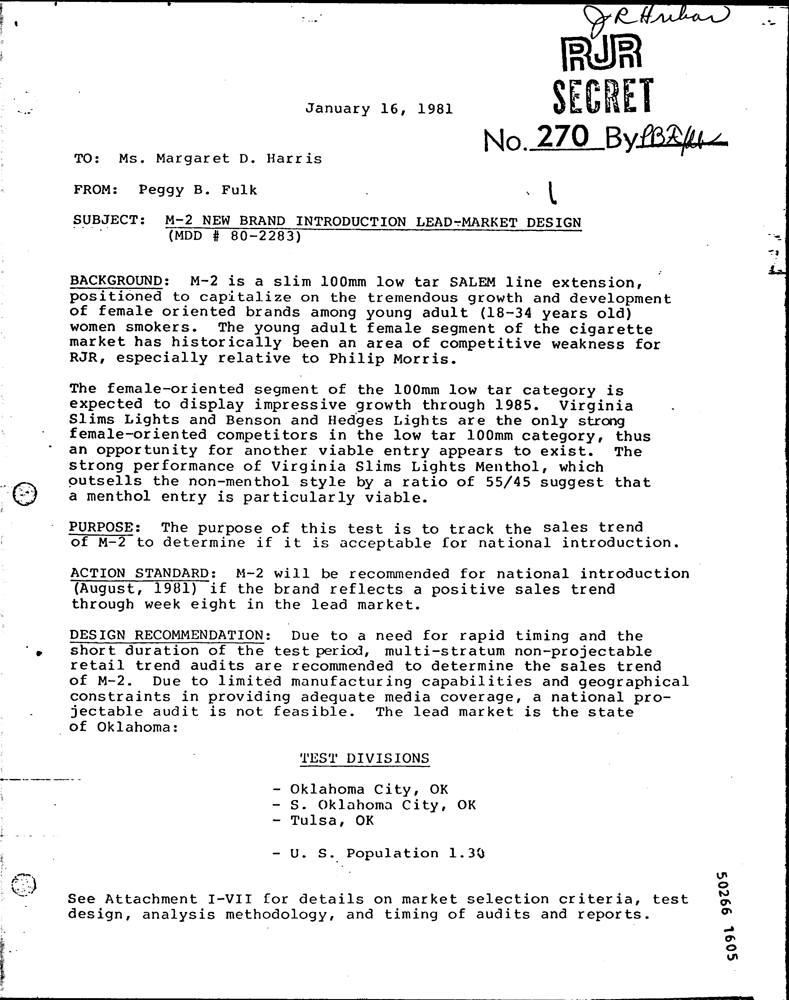 JR Hribar
RJR
SECRET
No. 270 By
January 16, 1981
TO: Ms. Margaret D. Harris
FROM: Peggy B. Fulk
SUBJECT: M-2 NEW BRAND INTRODUCTION LEAD-MARKET DESIGN
(MDD # 80-2283)
BACKGROUND: M-2 is a slim 100mm low tar SALEM line extension,
positioned to capitalize on the tremendous growth and development
of female oriented brands among young adult (18-34 years old)
women smokers. The young adult female segment of the cigarette
market has historically been an area of competitive weakness for
RJR, especially relative to Philip Morris.
The female-oriented segment of the 100mm low tar category is
expected to display impressive growth through 1985. Virginia
Slims Lights and Benson and Hedges Lights are the only strong
female-oriented competitors in the low tar 100mm category, thus
an opportunity for another viable entry appears to exist. The
strong performance of Virginia Slims Lights Menthol, which
outsells the non-menthol style by a ratio of 55/45 suggest that
a menthol entry is particularly viable.
PURPOSE: The purpose of this test is to track the sales trend
of M-2 to determine if it is acceptable for national introduction.
ACTION STANDARD: M-2 will be recommended for national introduction
(August, 1981) if the brand reflects a positive sales trend
through week eight in the lead market.
DESIGN RECOMMENDATION: Due to a need for rapid timing and the
short duration of the test period, multi-stratum non-projectable
retail trend audits are recommended to determine the sales trend
of M-2. Due to limited manufacturing capabilities and geographical
constraints in providing adequate media coverage, a national pro-
jectable audit is not feasible. The lead market is the state
of Oklahoma:
TEST DIVISIONS
- Oklahoma City, OK
- S. Oklahoma City, OK
- Tulsa, OK
- U. S. Population 1.30
See Attachment I-VII for details on market selection criteria, test
design, analysis methodology, and timing of audits and reports.
50266 1605